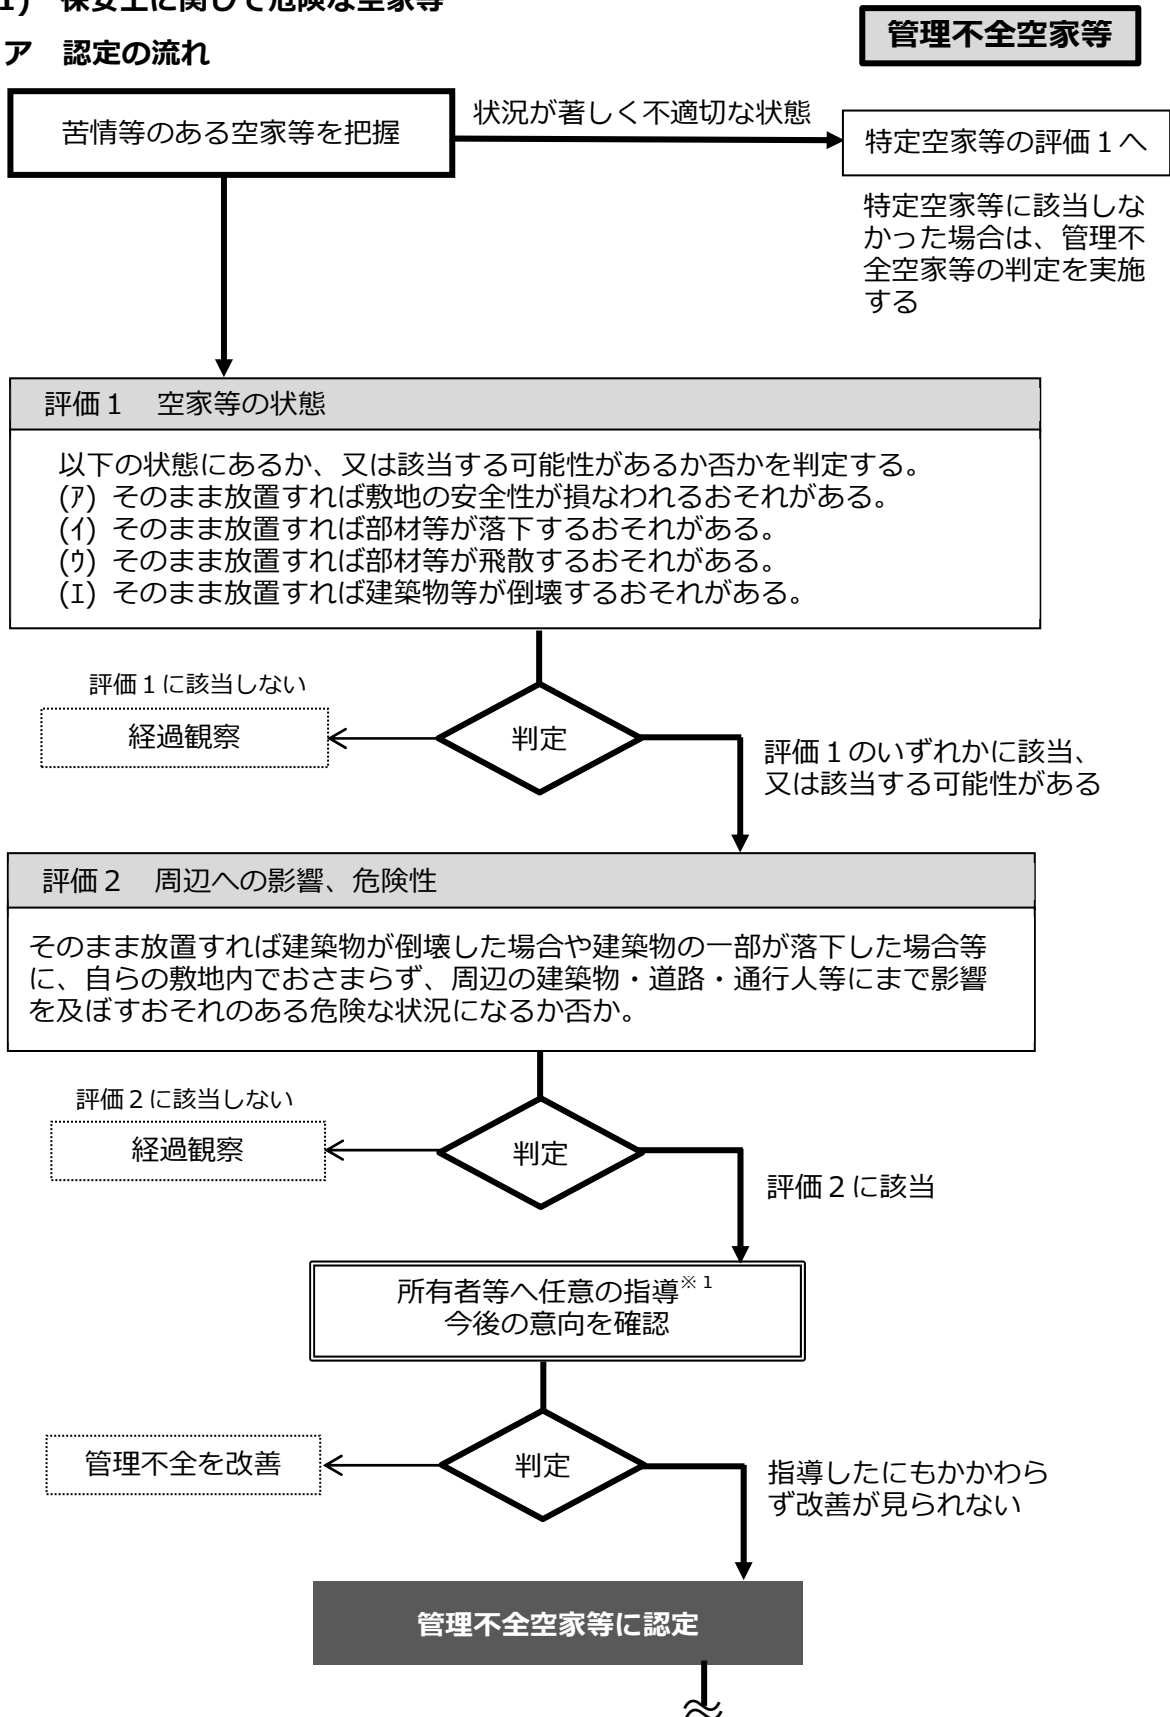 1) 保安上に関して危険な空家等
管理不全空家等
ア 認定の流れ
苦情等のある空家等を把握
状況が著しく不適切な状態
特定空家等の評価1へ
特定空家等に該当しな
かった場合は、管理不
全空家等の判定を実施
する
評価1 空家等の状態
以下の状態にあるか、又は該当する可能性があるか否かを判定する。
(ア) そのまま放置すれば敷地の安全性が損なわれるおそれがある。
(イ) そのまま放置すれば部材等が落下するおそれがある。
(ウ) そのまま放置すれば部材等が飛散するおそれがある。
(エ) そのまま放置すれば建築物等が倒壊するおそれがある。
評価1に該当しない
経過観察
判定
評価1のいずれかに該当、
又は該当する可能性がある
評価2 周辺への影響、危険性
そのまま放置すれば建築物が倒壊した場合や建築物の一部が落下した場合等
に、自らの敷地内でおさまらず、周辺の建築物・道路・通行人等にまで影響
を及ぼすおそれのある危険な状況になるか否か。
評価2に該当しない
経過観察
判定
評価2に該当
所有者等へ任意の指導※1
今後の意向を確認
管理不全を改善
判定
指導したにもかかわら
ず改善が見られない
管理不全空家等に認定